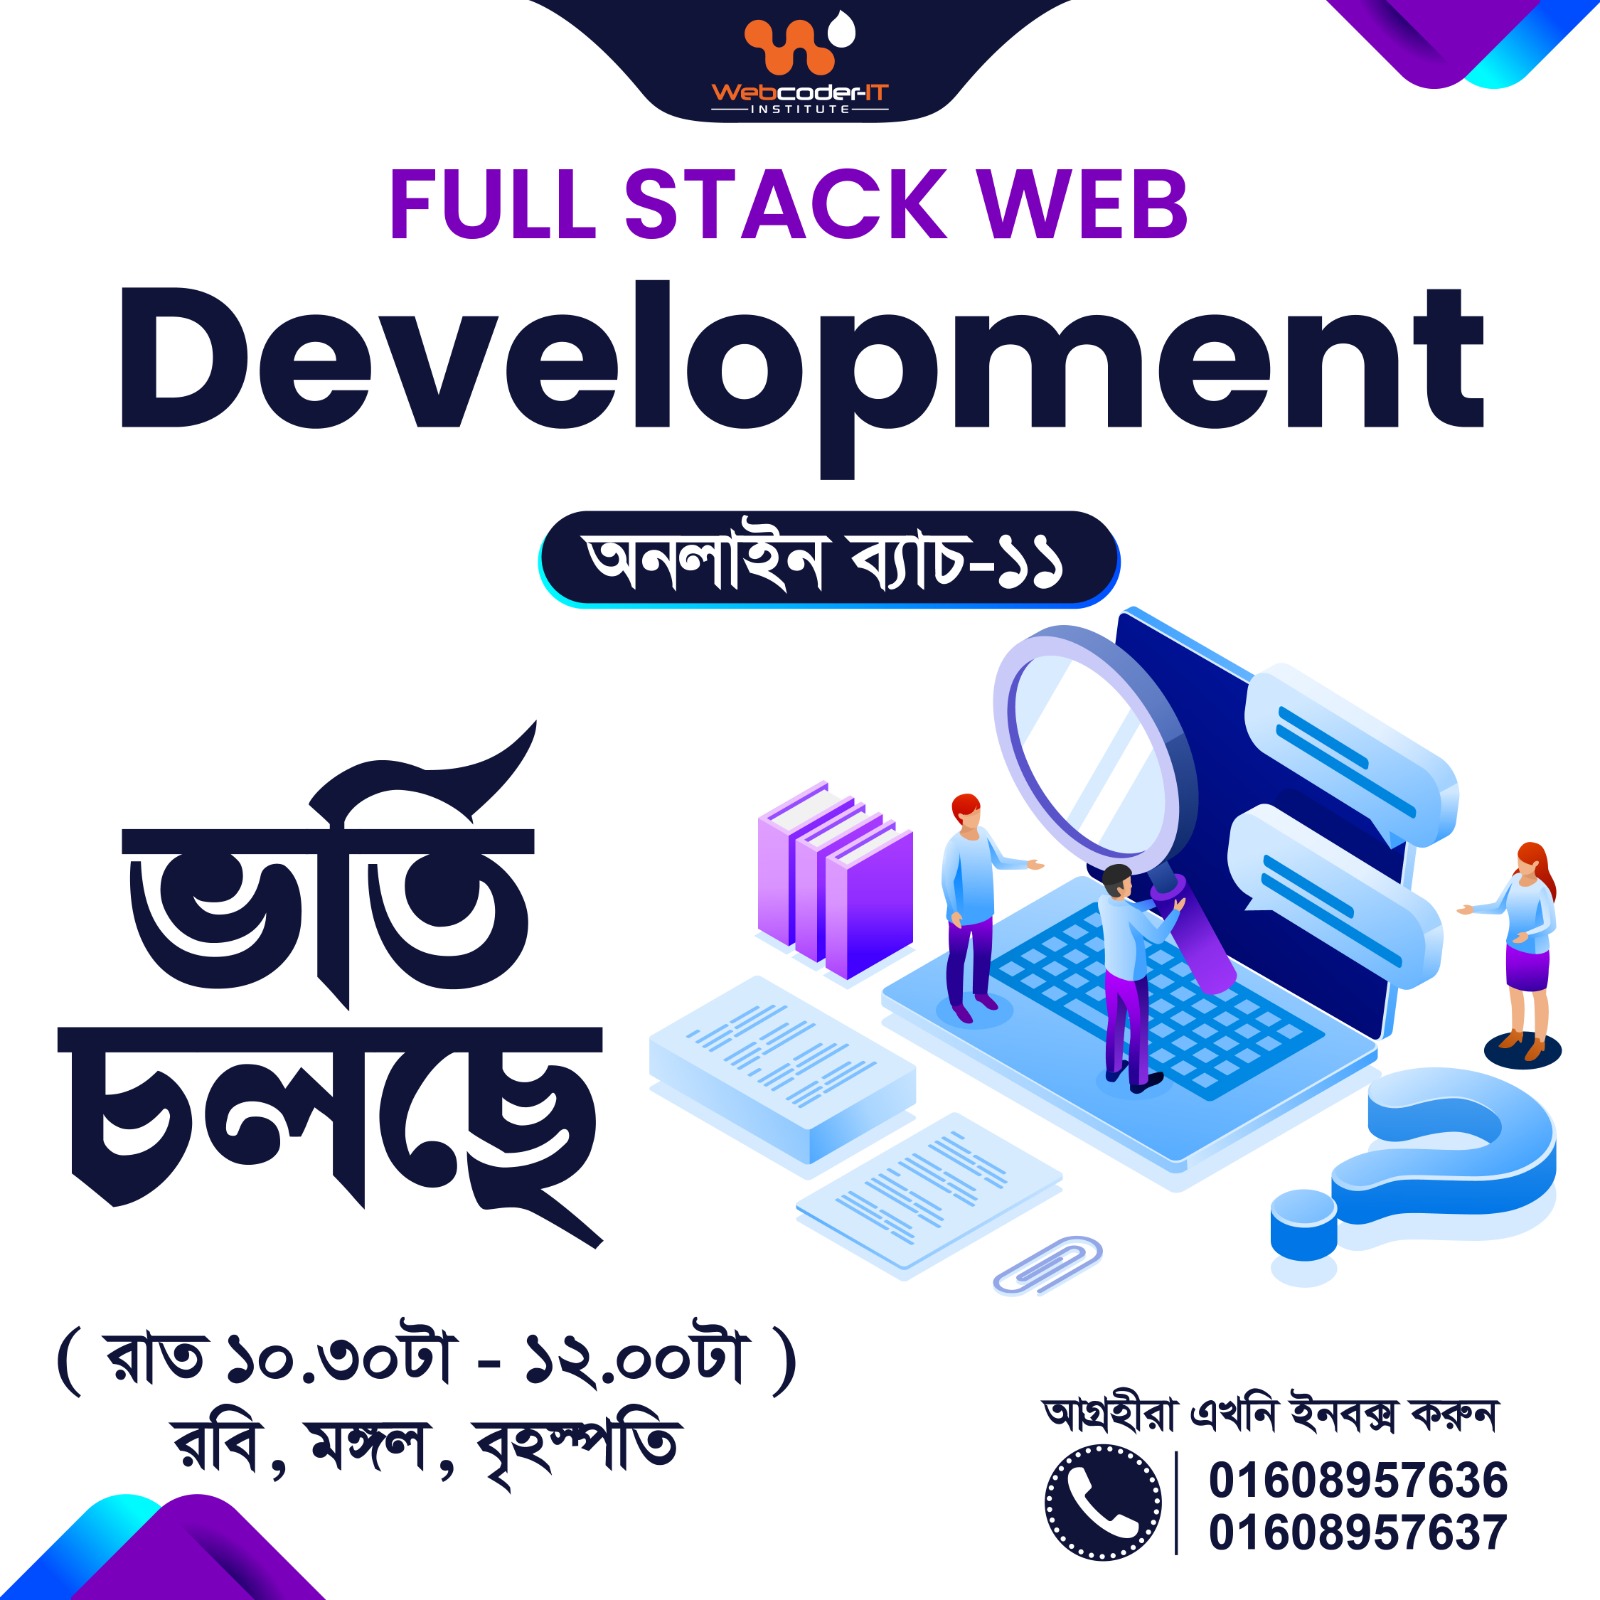 Webcoder-IT
INSTITUTE
FULL STACK WEB
Development
অনলাইন ব্যাচ-১১
ভর্তি
চলছে
( রাত ১০.৩০টা - ১২.০০টা )
রবি, মঙ্গল, বৃহস্পতি
আগ্রহীরা এখনি ইনবক্স করুন
01608957636
01608957637